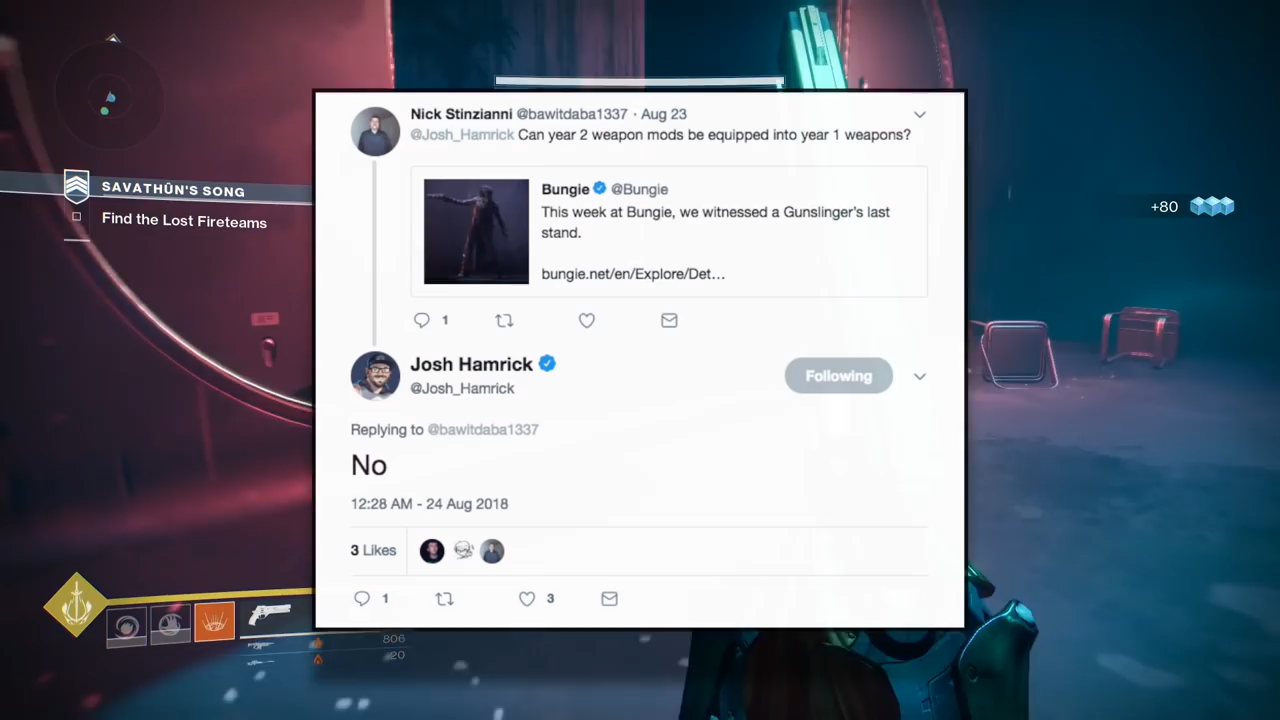 Nick Stinzianni @bawitdaba1337 · Aug 23
@Josh_Hamrick Can year 2 weapon mods be equipped into year 1 weapons?
SAVATHÛN'S SONG
Find the Lost Fireteams
Bungie @Bungie
This week at Bungie, we witnessed a Gunslinger's last
stand.
bungie.net/en/Explore/Det…
+80
1
Josh Hamrick
@Josh_Hamrick
Following
Replying to @bawitdaba1337
No
12:28 AM - 24 Aug 2018
3 Likes
1 3
806
20